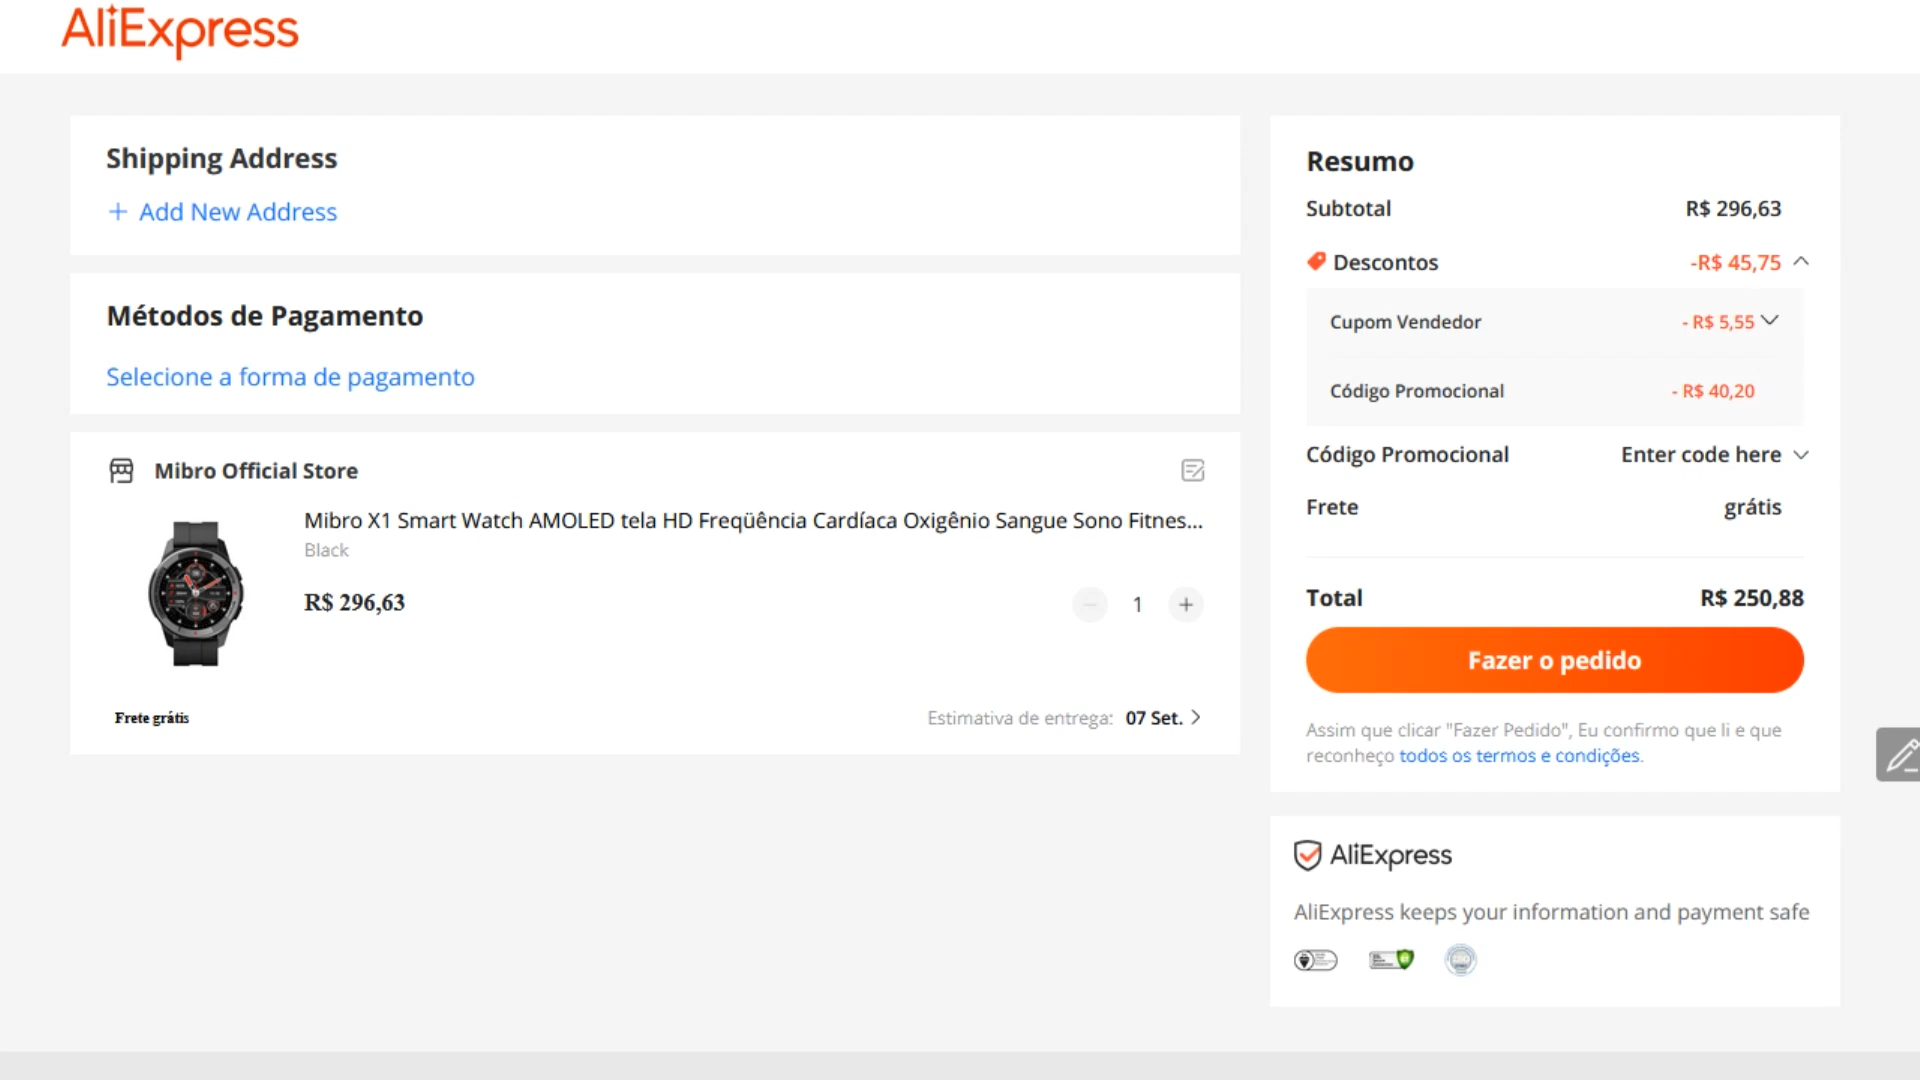 AliExpress
Shipping Address
+ Add New Address
Métodos de Pagamento
Selecione a forma de pagamento
Mibro Official Store
Mibro X1 Smart Watch AMOLED tela HD Freqüência Cardíaca Oxigênio Sangue Sono Fitnes...
Black
R$ 296,63
1
Frete grátis
Estimativa de entrega: 07 Set.
Resumo
Subtotal R$ 296,63
Descontos -R$ 45,75
Cupom Vendedor - R$ 5,55
Código Promocional - R$ 40,20
Código Promocional Enter code here
Frete grátis
Total R$ 250,88
Fazer o pedido
Assim que clicar "Fazer Pedido", Eu confirmo que li e que
reconheço todos os termos e condições.
AliExpress
AliExpress keeps your information and payment safe